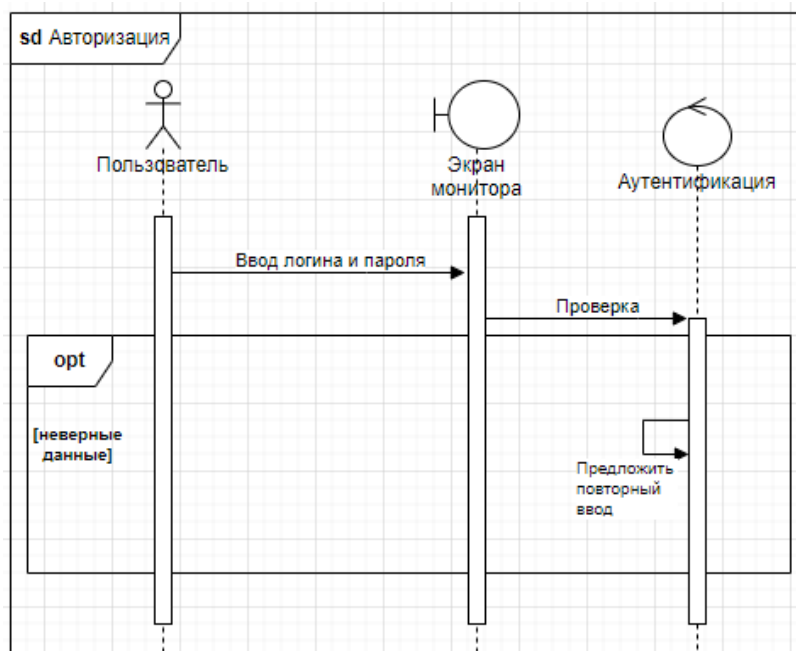 sd Авторизация
Пользователь
Экран
монитора
Аутентификация
Ввод логина и пароля
Проверка
opt
[неверные
данные]
Предложить
повторный
ввод